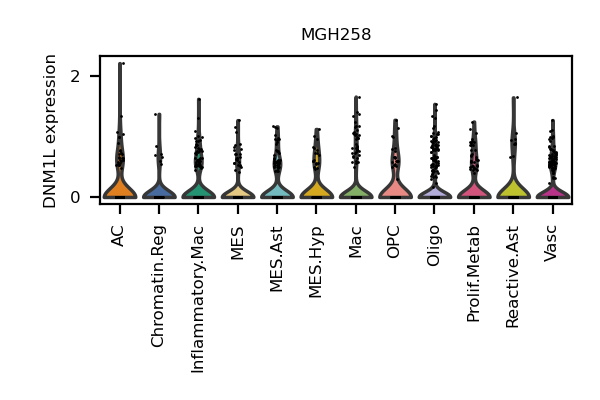 MGH258
DNM1L expression
2
0
AC
Chromatin.Reg
Inflammatory.Mac
MES
MES.Ast
MES.Hyp
Mac
OPC
Oligo
Prolif.Metab
Reactive.Ast
Vasc